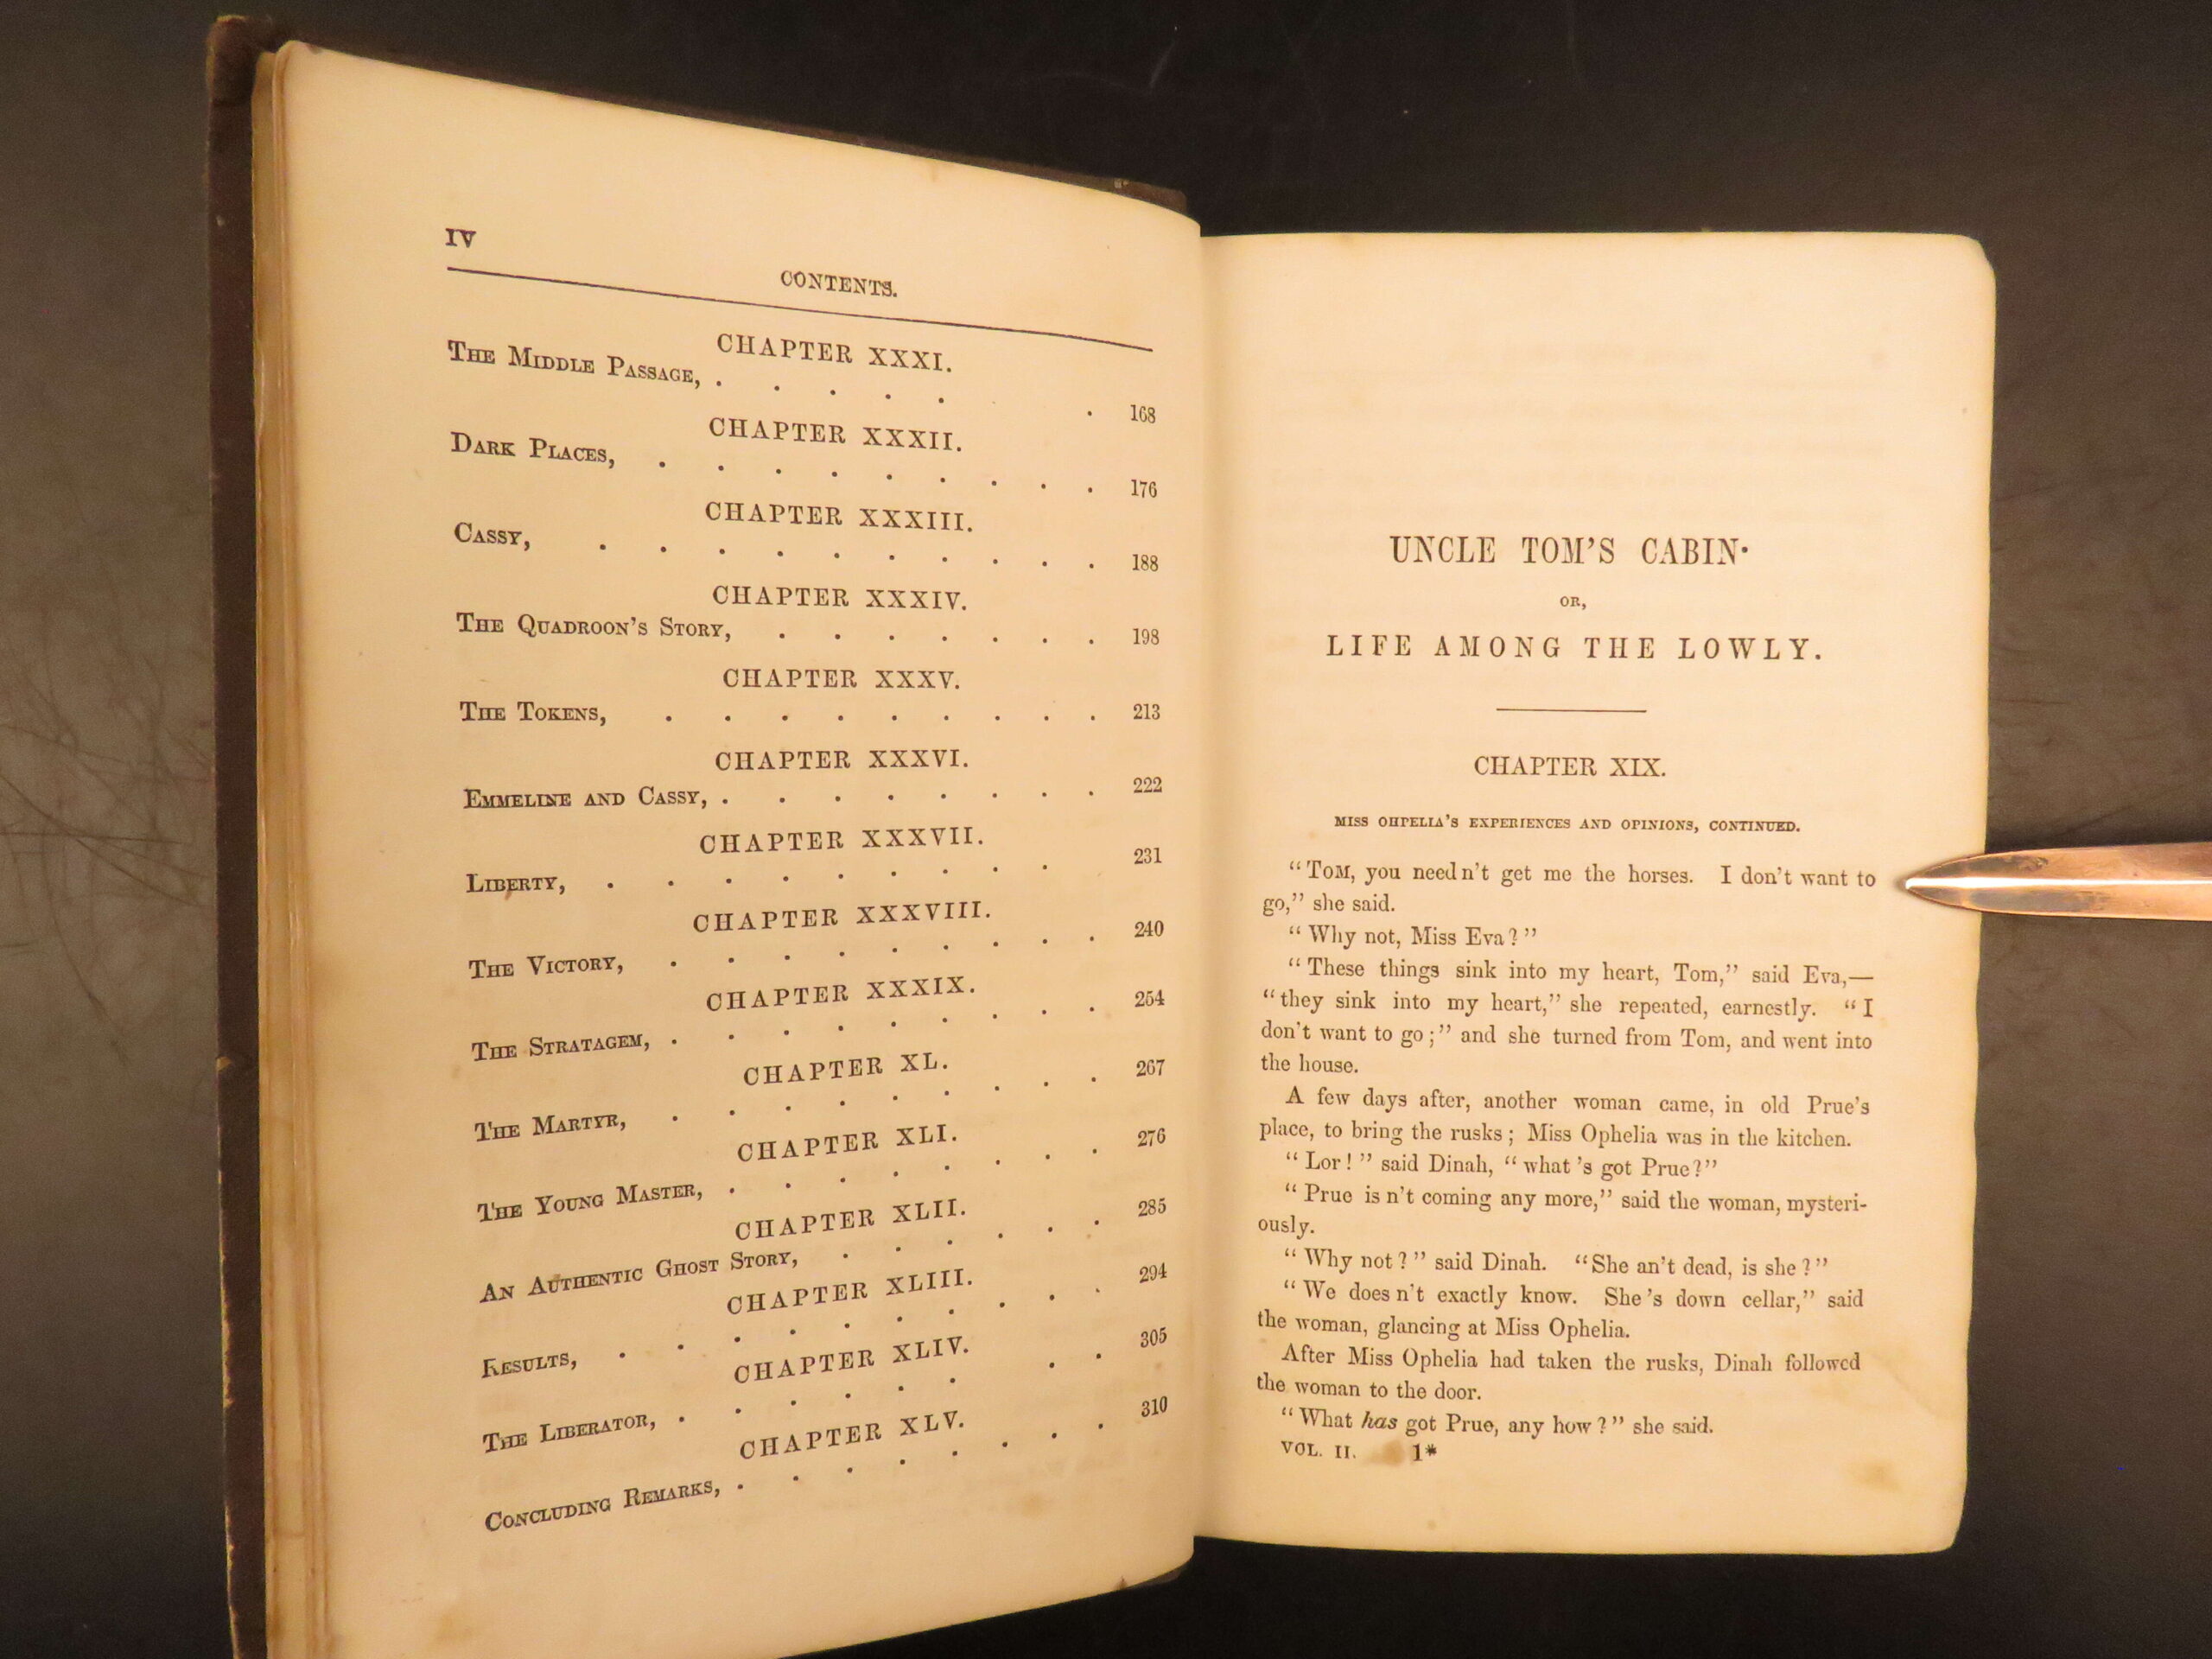 IV
CONTENTS.
CHAPTER XXXI.
THE MIDDLE PASSAGE, . . . . . . 168
CHAPTER XXXII.
DARK PLACES, . . . . . . . . . 176
CHAPTER XXXIII.
CASSY, . . . . . . . . . . 188
CHAPTER XXXIV.
THE QUADROON'S STORY, . . . . . . . 198
CHAPTER XXXV.
THE TOKENS, . . . . . . . . . 213
CHAPTER XXXVI.
EMMELINE AND CASSY, . . . . . . . . 222
CHAPTER XXXVII.
LIBERTY, . . . . . . . . . 231
CHAPTER XXXVIII.
THE VICTORY, . . . . . . . . . 240
CHAPTER XXXIX.
THE STRATAGEM, . . . . . . . . . 254
CHAPTER XL.
THE MARTYR, . . . . . . . . . 267
CHAPTER XLI.
THE YOUNG MASTER, . . . . . . . . 276
CHAPTER XLII.
AN AUTHENTIC GHOST STORY, . . . . . . 285
CHAPTER XLIII.
RESULTS, . . . . . . . . . . 294
CHAPTER XLIV.
THE LIBERATOR, . . . . . . . . 305
CHAPTER XLV.
CONCLUDING REMARKS, . . . . . . . . 310
UNCLE TOM'S CABIN·
OR,
LIFE AMONG THE LOWLY.
CHAPTER XIX.
MISS OHPELIA'S EXPERIENCES AND OPINIONS, CONTINUED.
"TOM, you need n't get me the horses. I don't want to
go," she said.
"Why not, Miss Eva?"
"These things sink into my heart, Tom," said Eva,—
"they sink into my heart," she repeated, earnestly. "I
don't want to go;" and she turned from Tom, and went into
the house.
A few days after, another woman came, in old Prue's
place, to bring the rusks; Miss Ophelia was in the kitchen.
"Lor!" said Dinah, "what 's got Prue?"
"Prue is n't coming any more," said the woman, mysteri-
ously.
"Why not?" said Dinah. "She an't dead, is she?"
"We does n't exactly know. She 's down cellar," said
the woman, glancing at Miss Ophelia.
After Miss Ophelia had taken the rusks, Dinah followed
the woman to the door.
"What has got Prue, any how?" she said.
VOL. II. 1*